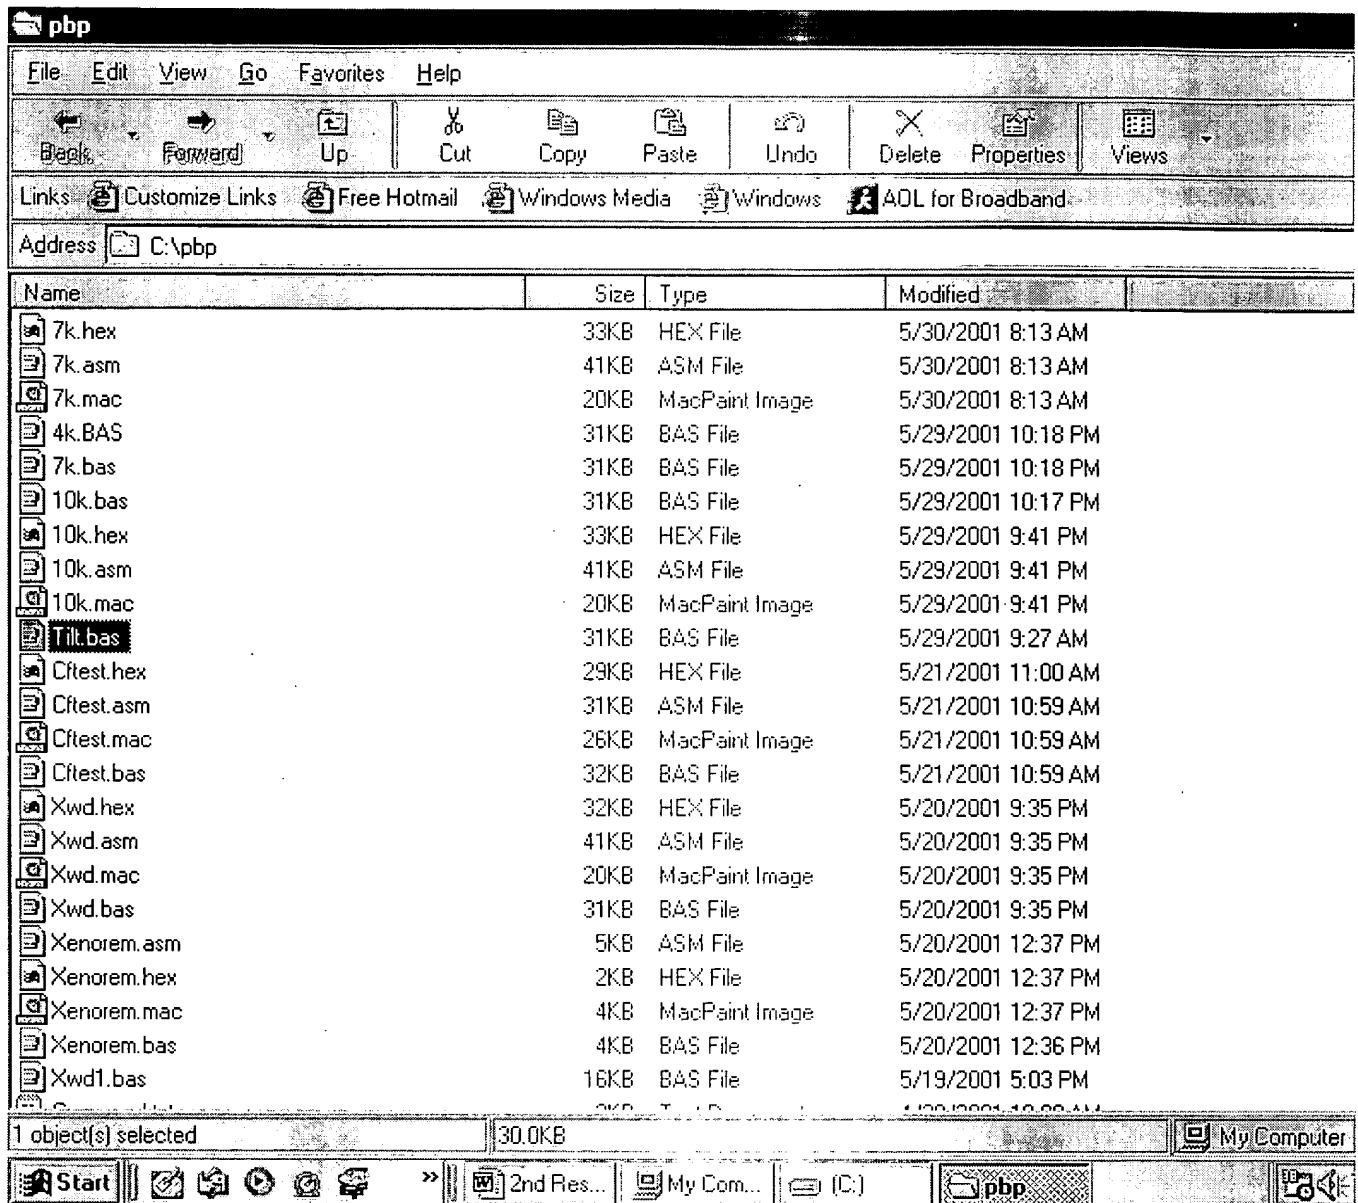 pbp
File Edit View Go Favorites Help
Back Forward Up Cut Copy Paste Undo Delete Properties Views
Links Customize Links Free Hotmail Windows Media Windows AOL for Broadband
Address C:\pbp
Name Size Type Modified
7k.hex 33KB HEX File 5/30/2001 8:13 AM
7k.asm 41KB ASM File 5/30/2001 8:13 AM
7k.mac 20KB MacPaint Image 5/30/2001 8:13 AM
4k.BAS 31KB BAS File 5/29/2001 10:18 PM
7k.bas 31KB BAS File 5/29/2001 10:18 PM
10k.bas 31KB BAS File 5/29/2001 10:17 PM
10k.hex 33KB HEX File 5/29/2001 9:41 PM
10k.asm 41KB ASM File 5/29/2001 9:41 PM
10k.mac 20KB MacPaint Image 5/29/2001 9:41 PM
Tilt.bas 31KB BAS File 5/29/2001 9:27 AM
Cftest.hex 29KB HEX File 5/21/2001 11:00 AM
Cftest.asm 31KB ASM File 5/21/2001 10:59 AM
Cftest.mac 26KB MacPaint Image 5/21/2001 10:59 AM
Cftest.bas 32KB BAS File 5/21/2001 10:59 AM
Xwd.hex 32KB HEX File 5/20/2001 9:35 PM
Xwd.asm 41KB ASM File 5/20/2001 9:35 PM
Xwd.mac 20KB MacPaint Image 5/20/2001 9:35 PM
Xwd.bas 31KB BAS File 5/20/2001 9:35 PM
Xenorem.asm 5KB ASM File 5/20/2001 12:37 PM
Xenorem.hex 2KB HEX File 5/20/2001 12:37 PM
Xenorem.mac 4KB MacPaint Image 5/20/2001 12:37 PM
Xenorem.bas 4KB BAS File 5/20/2001 12:36 PM
Xwd1.bas 16KB BAS File 5/19/2001 5:03 PM
1 object(s) selected 30.0KB My Computer
Start » 2nd Res... My Com... (C:) pbp